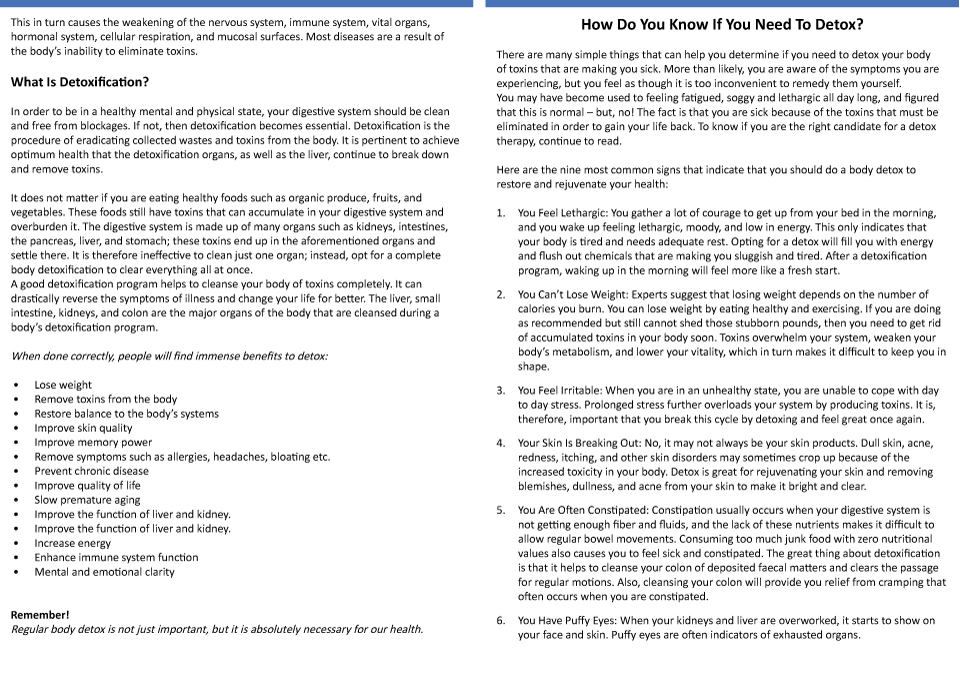 This in turn causes the weakening of the nervous system, immune system, vital organs,
hormonal system, cellular respiration, and mucosal surfaces. Most diseases are a result of
the body's inability to eliminate toxins.
What Is Detoxification?
In order to be in a healthy mental and physical state, your digestive system should be clean
and free from blockages. If not, then detoxification becomes essential. Detoxification is the
procedure of eradicating collected wastes and toxins from the body. It is pertinent to achieve
optimum health that the detoxification organs, as well as the liver, continue to break down
and remove toxins.
It does not matter if you are eating healthy foods such as organic produce, fruits, and
vegetables. These foods still have toxins that can accumulate in your digestive system and
overburden it. The digestive system is made up of many organs such as kidneys, intestines,
the pancreas, liver, and stomach; these toxins end up in the aforementioned organs and
settle there. It is therefore ineffective to clean just one organ; instead, opt for a complete
body detoxification to clear everything all at once.
A good detoxification program helps to cleanse your body of toxins completely. It can
drastically reverse the symptoms of illness and change your life for better. The liver, small
intestine, kidneys, and colon are the major organs of the body that are cleansed during a
body's detoxification program.
When done correctly, people will find immense benefits to detox:
• Lose weight
• Remove toxins from the body
• Restore balance to the body's systems
• Improve skin quality
• Improve memory power
• Remove symptoms such as allergies, headaches, bloating etc.
• Prevent chronic disease
• Improve quality of life
• Slow premature aging
• Improve the function of liver and kidney.
• Improve the function of liver and kidney.
• Increase energy
• Enhance immune system function
• Mental and emotional clarity
Remember!
Regular body detox is not just important, but it is absolutely necessary for our health.
How Do You Know If You Need To Detox?
There are many simple things that can help you determine if you need to detox your body
of toxins that are making you sick. More than likely, you are aware of the symptoms you are
experiencing, but you feel as though it is too inconvenient to remedy them yourself.
You may have become used to feeling fatigued, soggy and lethargic all day long, and figured
that this is normal – but, no! The fact is that you are sick because of the toxins that must be
eliminated in order to gain your life back. To know if you are the right candidate for a detox
therapy, continue to read.
Here are the nine most common signs that indicate that you should do a body detox to
restore and rejuvenate your health:
1. You Feel Lethargic: You gather a lot of courage to get up from your bed in the morning,
and you wake up feeling lethargic, moody, and low in energy. This only indicates that
your body is tired and needs adequate rest. Opting for a detox will fill you with energy
and flush out chemicals that are making you sluggish and tired. After a detoxification
program, waking up in the morning will feel more like a fresh start.
2. You Can't Lose Weight: Experts suggest that losing weight depends on the number of
calories you burn. You can lose weight by eating healthy and exercising. If you are doing
as recommended but still cannot shed those stubborn pounds, then you need to get rid
of accumulated toxins in your body soon. Toxins overwhelm your system, weaken your
body's metabolism, and lower your vitality, which in turn makes it difficult to keep you in
shape.
3. You Feel Irritable: When you are in an unhealthy state, you are unable to cope with day
to day stress. Prolonged stress further overloads your system by producing toxins. It is,
therefore, important that you break this cycle by detoxing and feel great once again.
4. Your Skin Is Breaking Out: No, it may not always be your skin products. Dull skin, acne,
redness, itching, and other skin disorders may sometimes crop up because of the
increased toxicity in your body. Detox is great for rejuvenating your skin and removing
blemishes, dullness, and acne from your skin to make it bright and clear.
5. You Are Often Constipated: Constipation usually occurs when your digestive system is
not getting enough fiber and fluids, and the lack of these nutrients makes it difficult to
allow regular bowel movements. Consuming too much junk food with zero nutritional
values also causes you to feel sick and constipated. The great thing about detoxification
is that it helps to cleanse your colon of deposited faecal matters and clears the passage
for regular motions. Also, cleansing your colon will provide you relief from cramping that
often occurs when you are constipated.
6. You Have Puffy Eyes: When your kidneys and liver are overworked, it starts to show on
your face and skin. Puffy eyes are often indicators of exhausted organs.